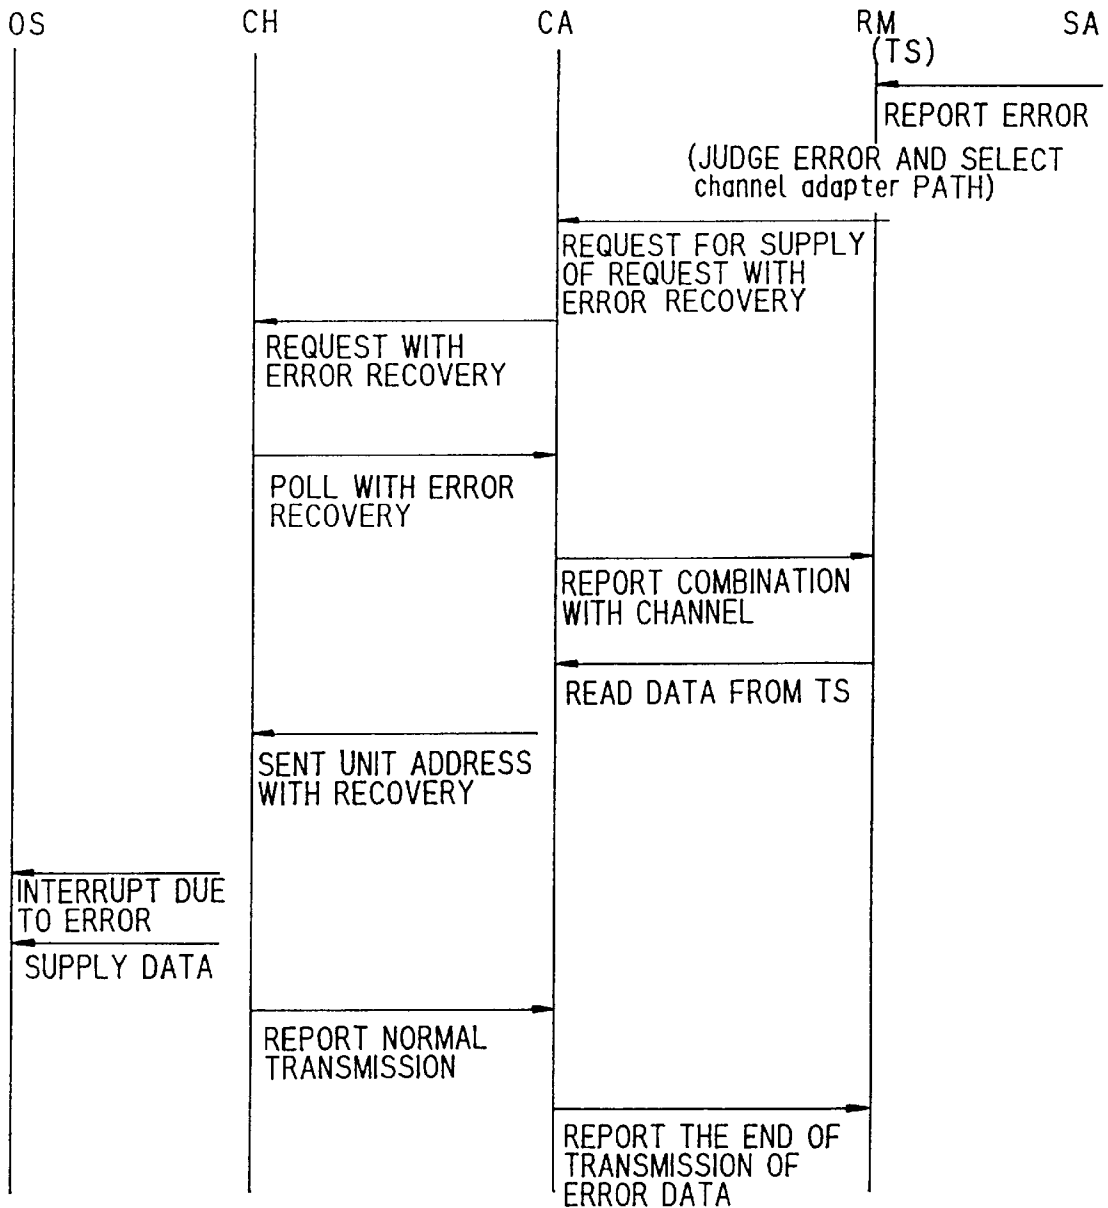 OS CH CA RM SA
(TS)
REPORT ERROR
(JUDGE ERROR AND SELECT
channel adapter PATH)
REQUEST FOR SUPPLY
OF REQUEST WITH
ERROR RECOVERY
REQUEST WITH
ERROR RECOVERY
POLL WITH ERROR
RECOVERY
REPORT COMBINATION
WITH CHANNEL
READ DATA FROM TS
SENT UNIT ADDRESS
WITH RECOVERY
INTERRUPT DUE
TO ERROR
SUPPLY DATA
REPORT NORMAL
TRANSMISSION
REPORT THE END OF
TRANSMISSION OF
ERROR DATA